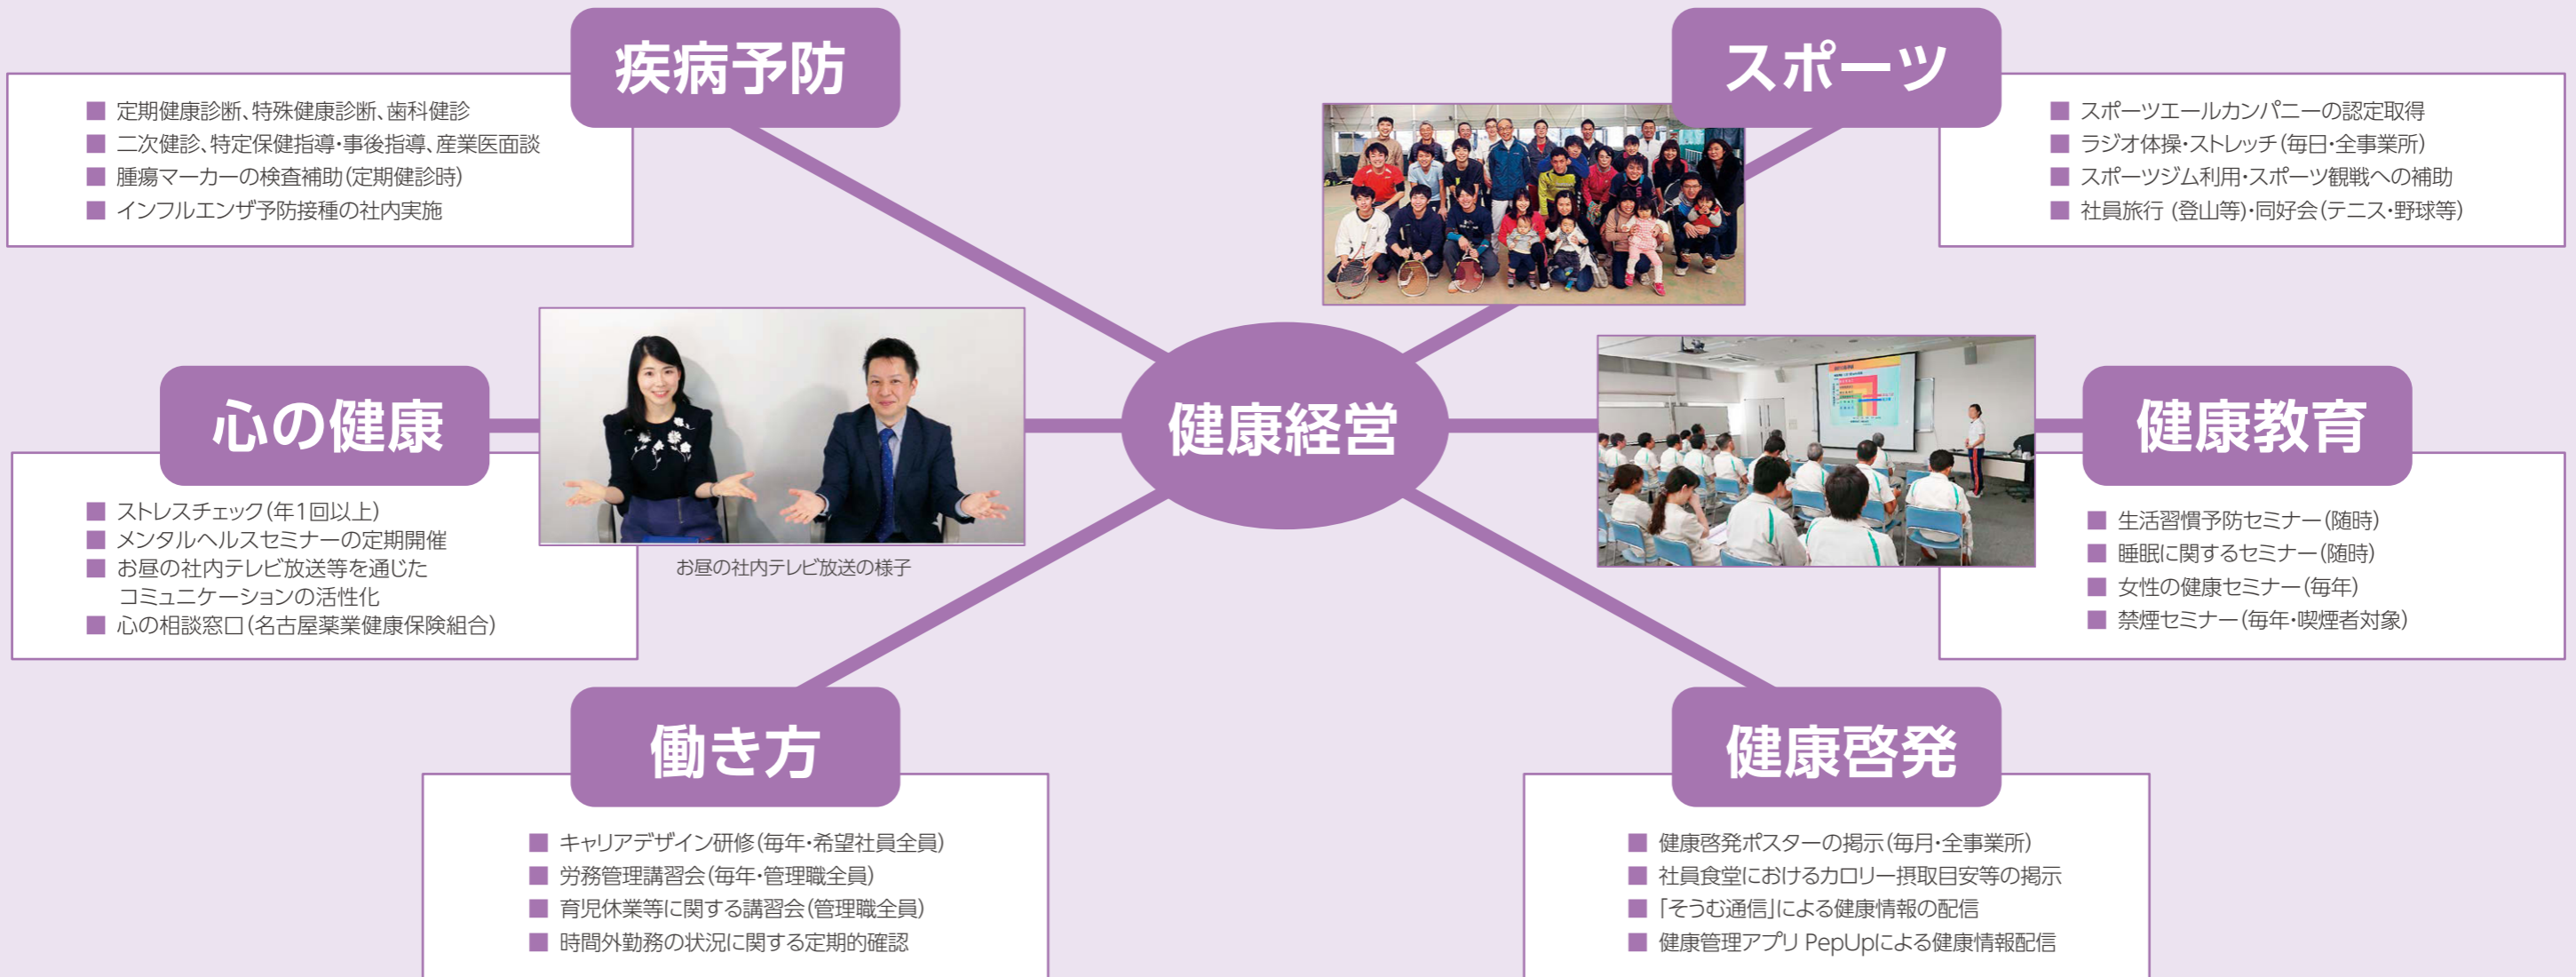 疾病予防
■ 定期健康診断、特殊健康診断、歯科健診
■ 二次健診、特定保健指導・事後指導、産業医面談
■ 腫瘍マーカーの検査補助(定期健診時)
■ インフルエンザ予防接種の社内実施
スポーツ
■ スポーツエールカンパニーの認定取得
■ ラジオ体操・ストレッチ(毎日・全事業所)
■ スポーツジム利用・スポーツ観戦への補助
■ 社員旅行 (登山等)・同好会(テニス・野球等)
心の健康
■ ストレスチェック(年1回以上)
■ メンタルヘルスセミナーの定期開催
■ お昼の社内テレビ放送等を通じた
コミュニケーションの活性化
■ 心の相談窓口(名古屋薬業健康保険組合)
お昼の社内テレビ放送の様子
健康経営
健康教育
■ 生活習慣予防セミナー(随時)
■ 睡眠に関するセミナー(随時)
■ 女性の健康セミナー(毎年)
■ 禁煙セミナー(毎年・喫煙者対象)
働き方
■ キャリアデザイン研修(毎年・希望社員全員)
■ 労務管理講習会(毎年・管理職全員)
■ 育児休業等に関する講習会(管理職全員)
■ 時間外勤務の状況に関する定期的確認
健康啓発
■ 健康啓発ポスターの掲示(毎月・全事業所)
■ 社員食堂におけるカロリー摂取目安等の掲示
■ 「そうむ通信」による健康情報の配信
■ 健康管理アプリ PepUpによる健康情報配信